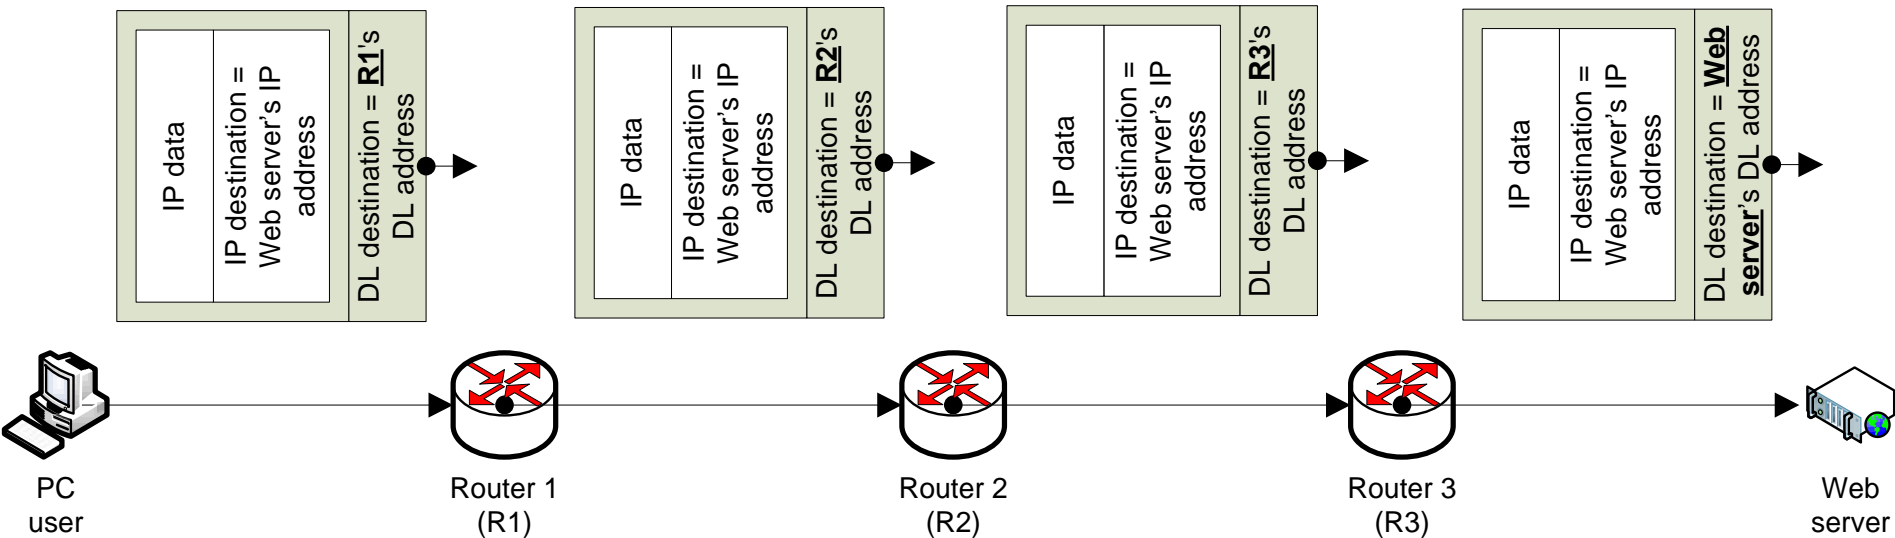 IP data
IP destination =
Web server's IP
address
DL destination = R1's
DL address
IP data
IP destination =
Web server's IP
address
DL destination = R2's
DL address
IP data
IP destination =
Web server's IP
address
DL destination = R3's
DL address
IP data
IP destination =
Web server's IP
address
DL destination = Web
server's DL address
PC
user
Router 1
(R1)
Router 2
(R2)
Router 3
(R3)
Web
server